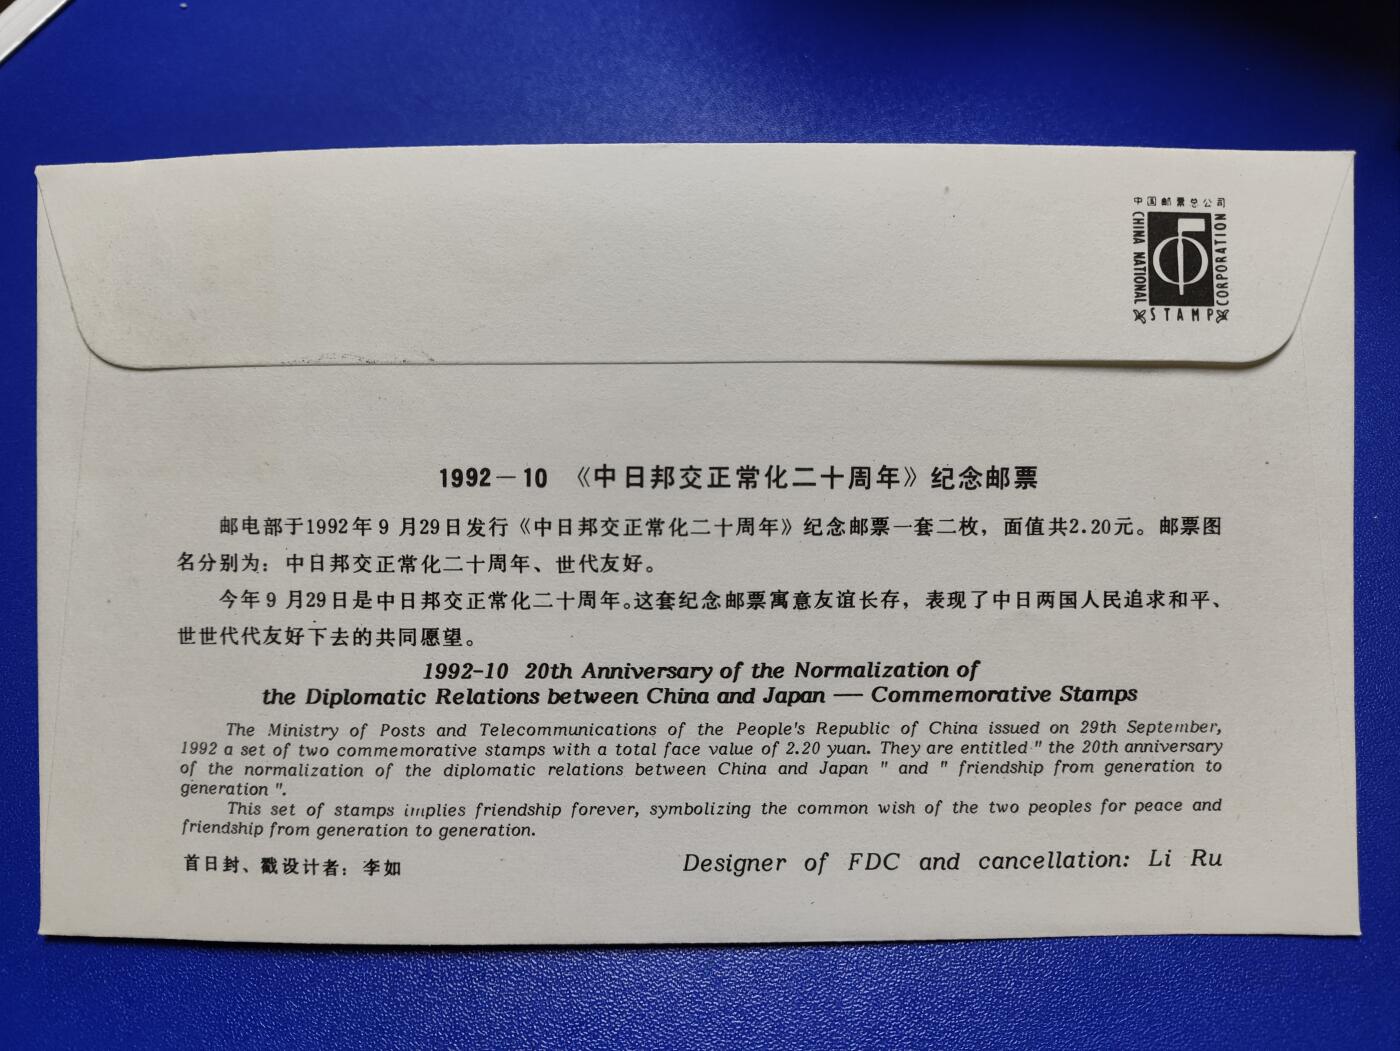 中国邮票总公司
CHINA NATIONAL
CORPORATION
STAMP
1992－10 《中日邦交正常化二十周年》纪念邮票
邮电部于1992年9月29日发行《中日邦交正常化二十周年》纪念邮票一套二枚，面值共2.20元。邮票图
名分别为：中日邦交正常化二十周年、世代友好。
今年9月29日是中日邦交正常化二十周年。这套纪念邮票寓意友谊长存，表现了中日两国人民追求和平、
世世代代友好下去的共同愿望。
1992-10 20th Anniversary of the Normalization of
the Diplomatic Relations between China and Japan — Commemorative Stamps
The Ministry of Posts and Telecommunications of the People's Republic of China issued on 29th September,
1992 a set of two commemorative stamps with a total face value of 2.20 yuan. They are entitled " the 20th anniversary
of the normalization of the diplomatic relations between China and Japan " and " friendship from generation to
generation ".
This set of stamps implies friendship forever, symbolizing the common wish of the two peoples for peace and
friendship from generation to generation.
首日封、戳设计者：李如
Designer of FDC and cancellation: Li Ru